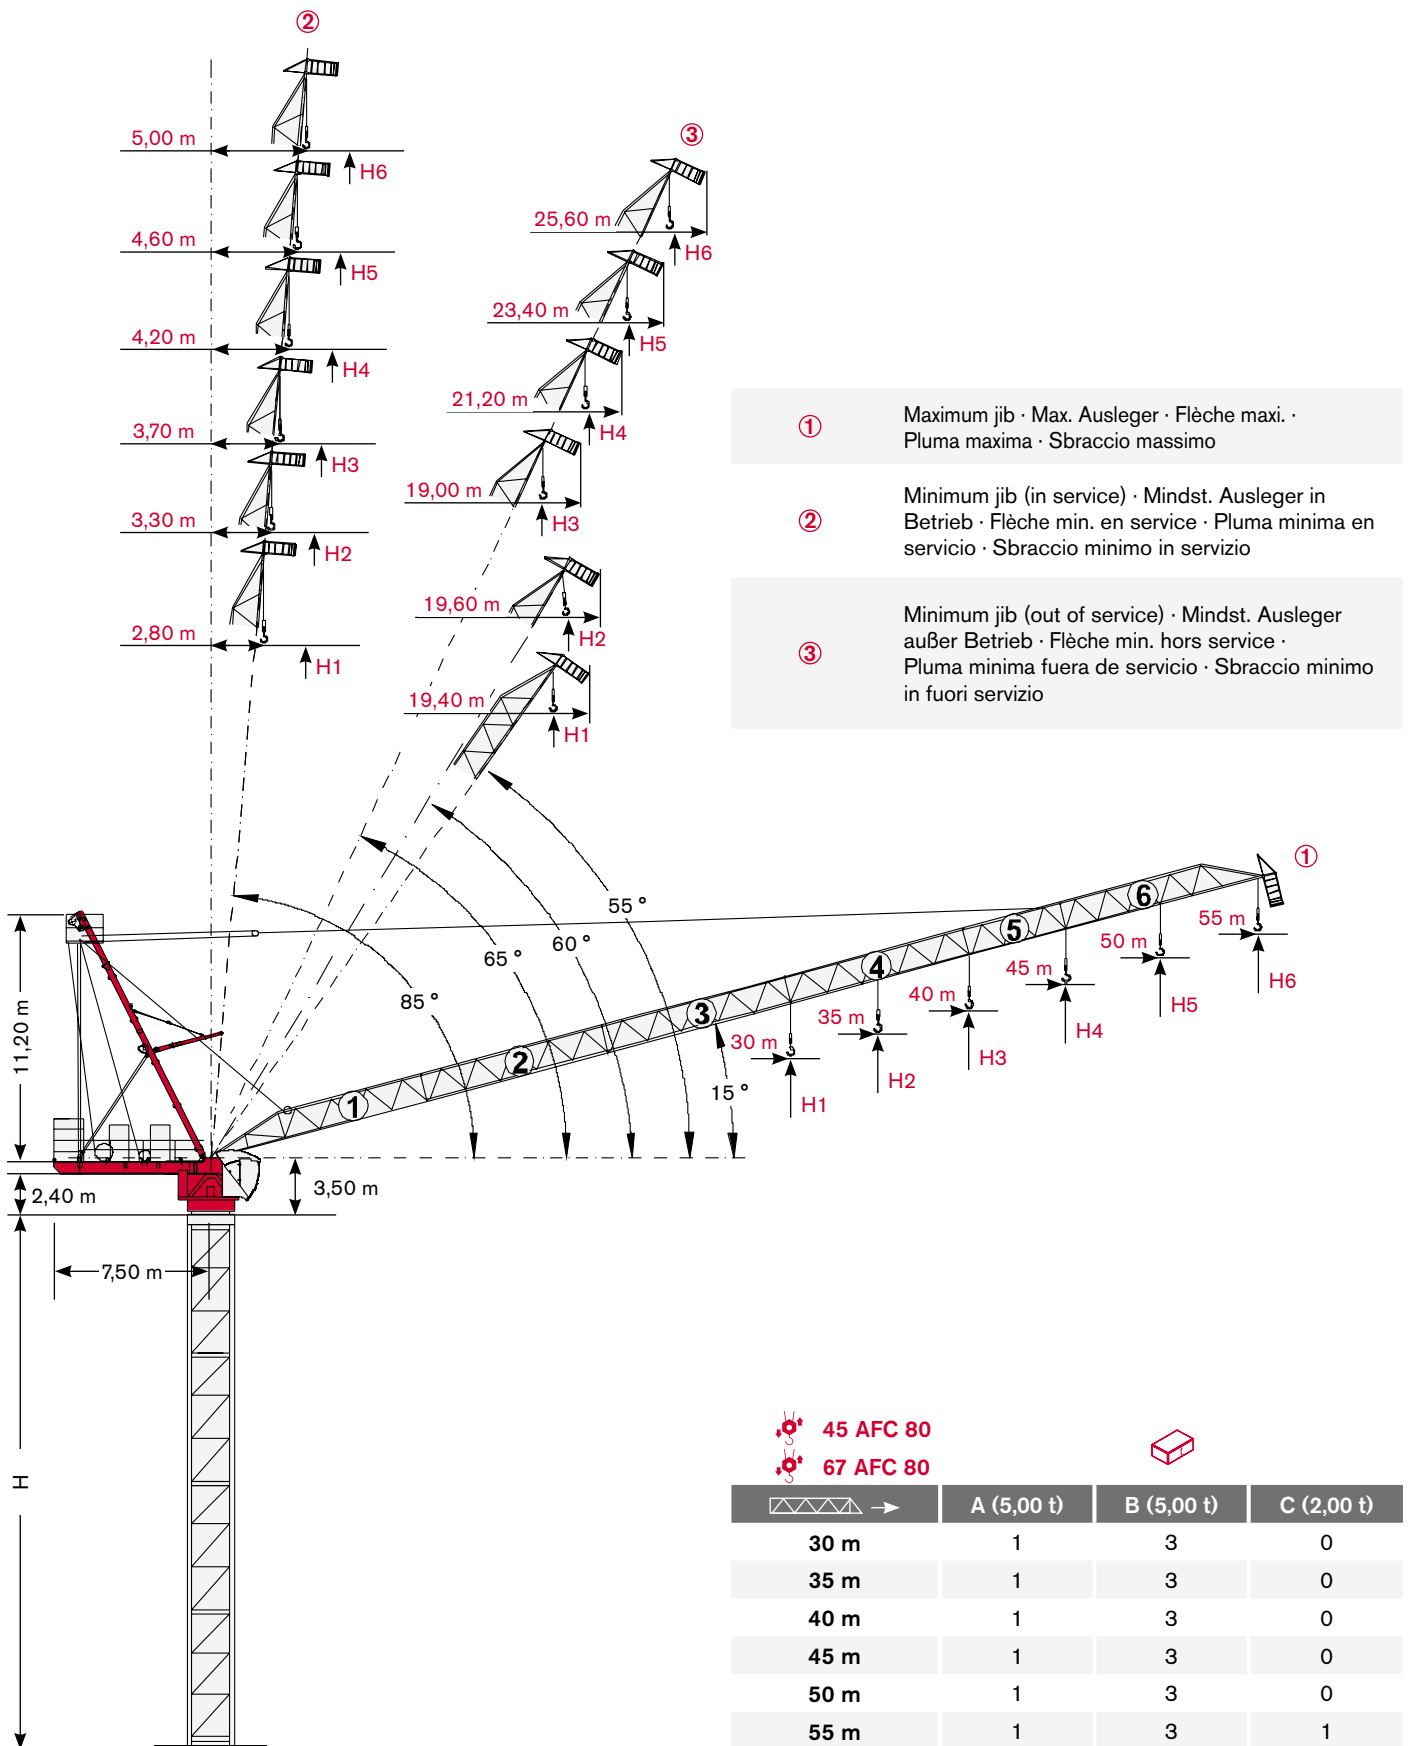 ②
5,00 m
H6
4,60 m
H5
4,20 m
H4
3,70 m
H3
3,30 m
H2
2,80 m
H1
③
25,60 m
H6
23,40 m
H5
21,20 m
H4
19,00 m
H3
19,60 m
H2
19,40 m
H1
① Maximum jib · Max. Ausleger · Flèche maxi. ·
Pluma maxima · Sbraccio massimo
② Minimum jib (in service) · Mindst. Ausleger in
Betrieb · Flèche min. en service · Pluma minima en
servicio · Sbraccio minimo in servizio
③ Minimum jib (out of service) · Mindst. Ausleger
außer Betrieb · Flèche min. hors service ·
Pluma minima fuera de servicio · Sbraccio minimo
in fuori servizio
85°
65°
60°
55°
15°
①
1
2
3
4
5
6
30 m
H1
35 m
H2
40 m
H3
45 m
H4
50 m
H5
55 m
H6
11,20 m
2,40 m
3,50 m
7,50 m
H
45 AFC 80
67 AFC 80
A (5,00 t) B (5,00 t) C (2,00 t)
30 m 1 3 0
35 m 1 3 0
40 m 1 3 0
45 m 1 3 0
50 m 1 3 0
55 m 1 3 1